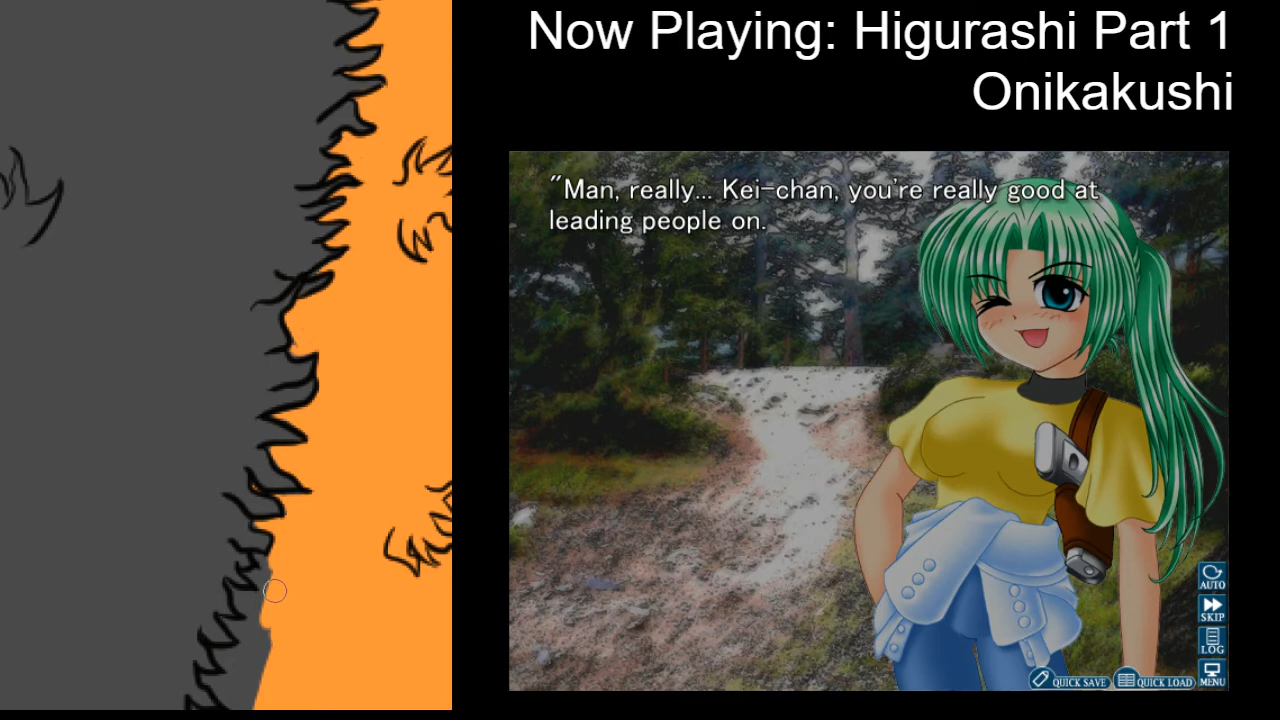 Now Playing: Higurashi Part 1
Onikakushi
"Man, really... Kei-chan, you're really good at
leading people on.
AUTO
SKIP
LOG
MENU
QUICK SAVE
QUICK LOAD